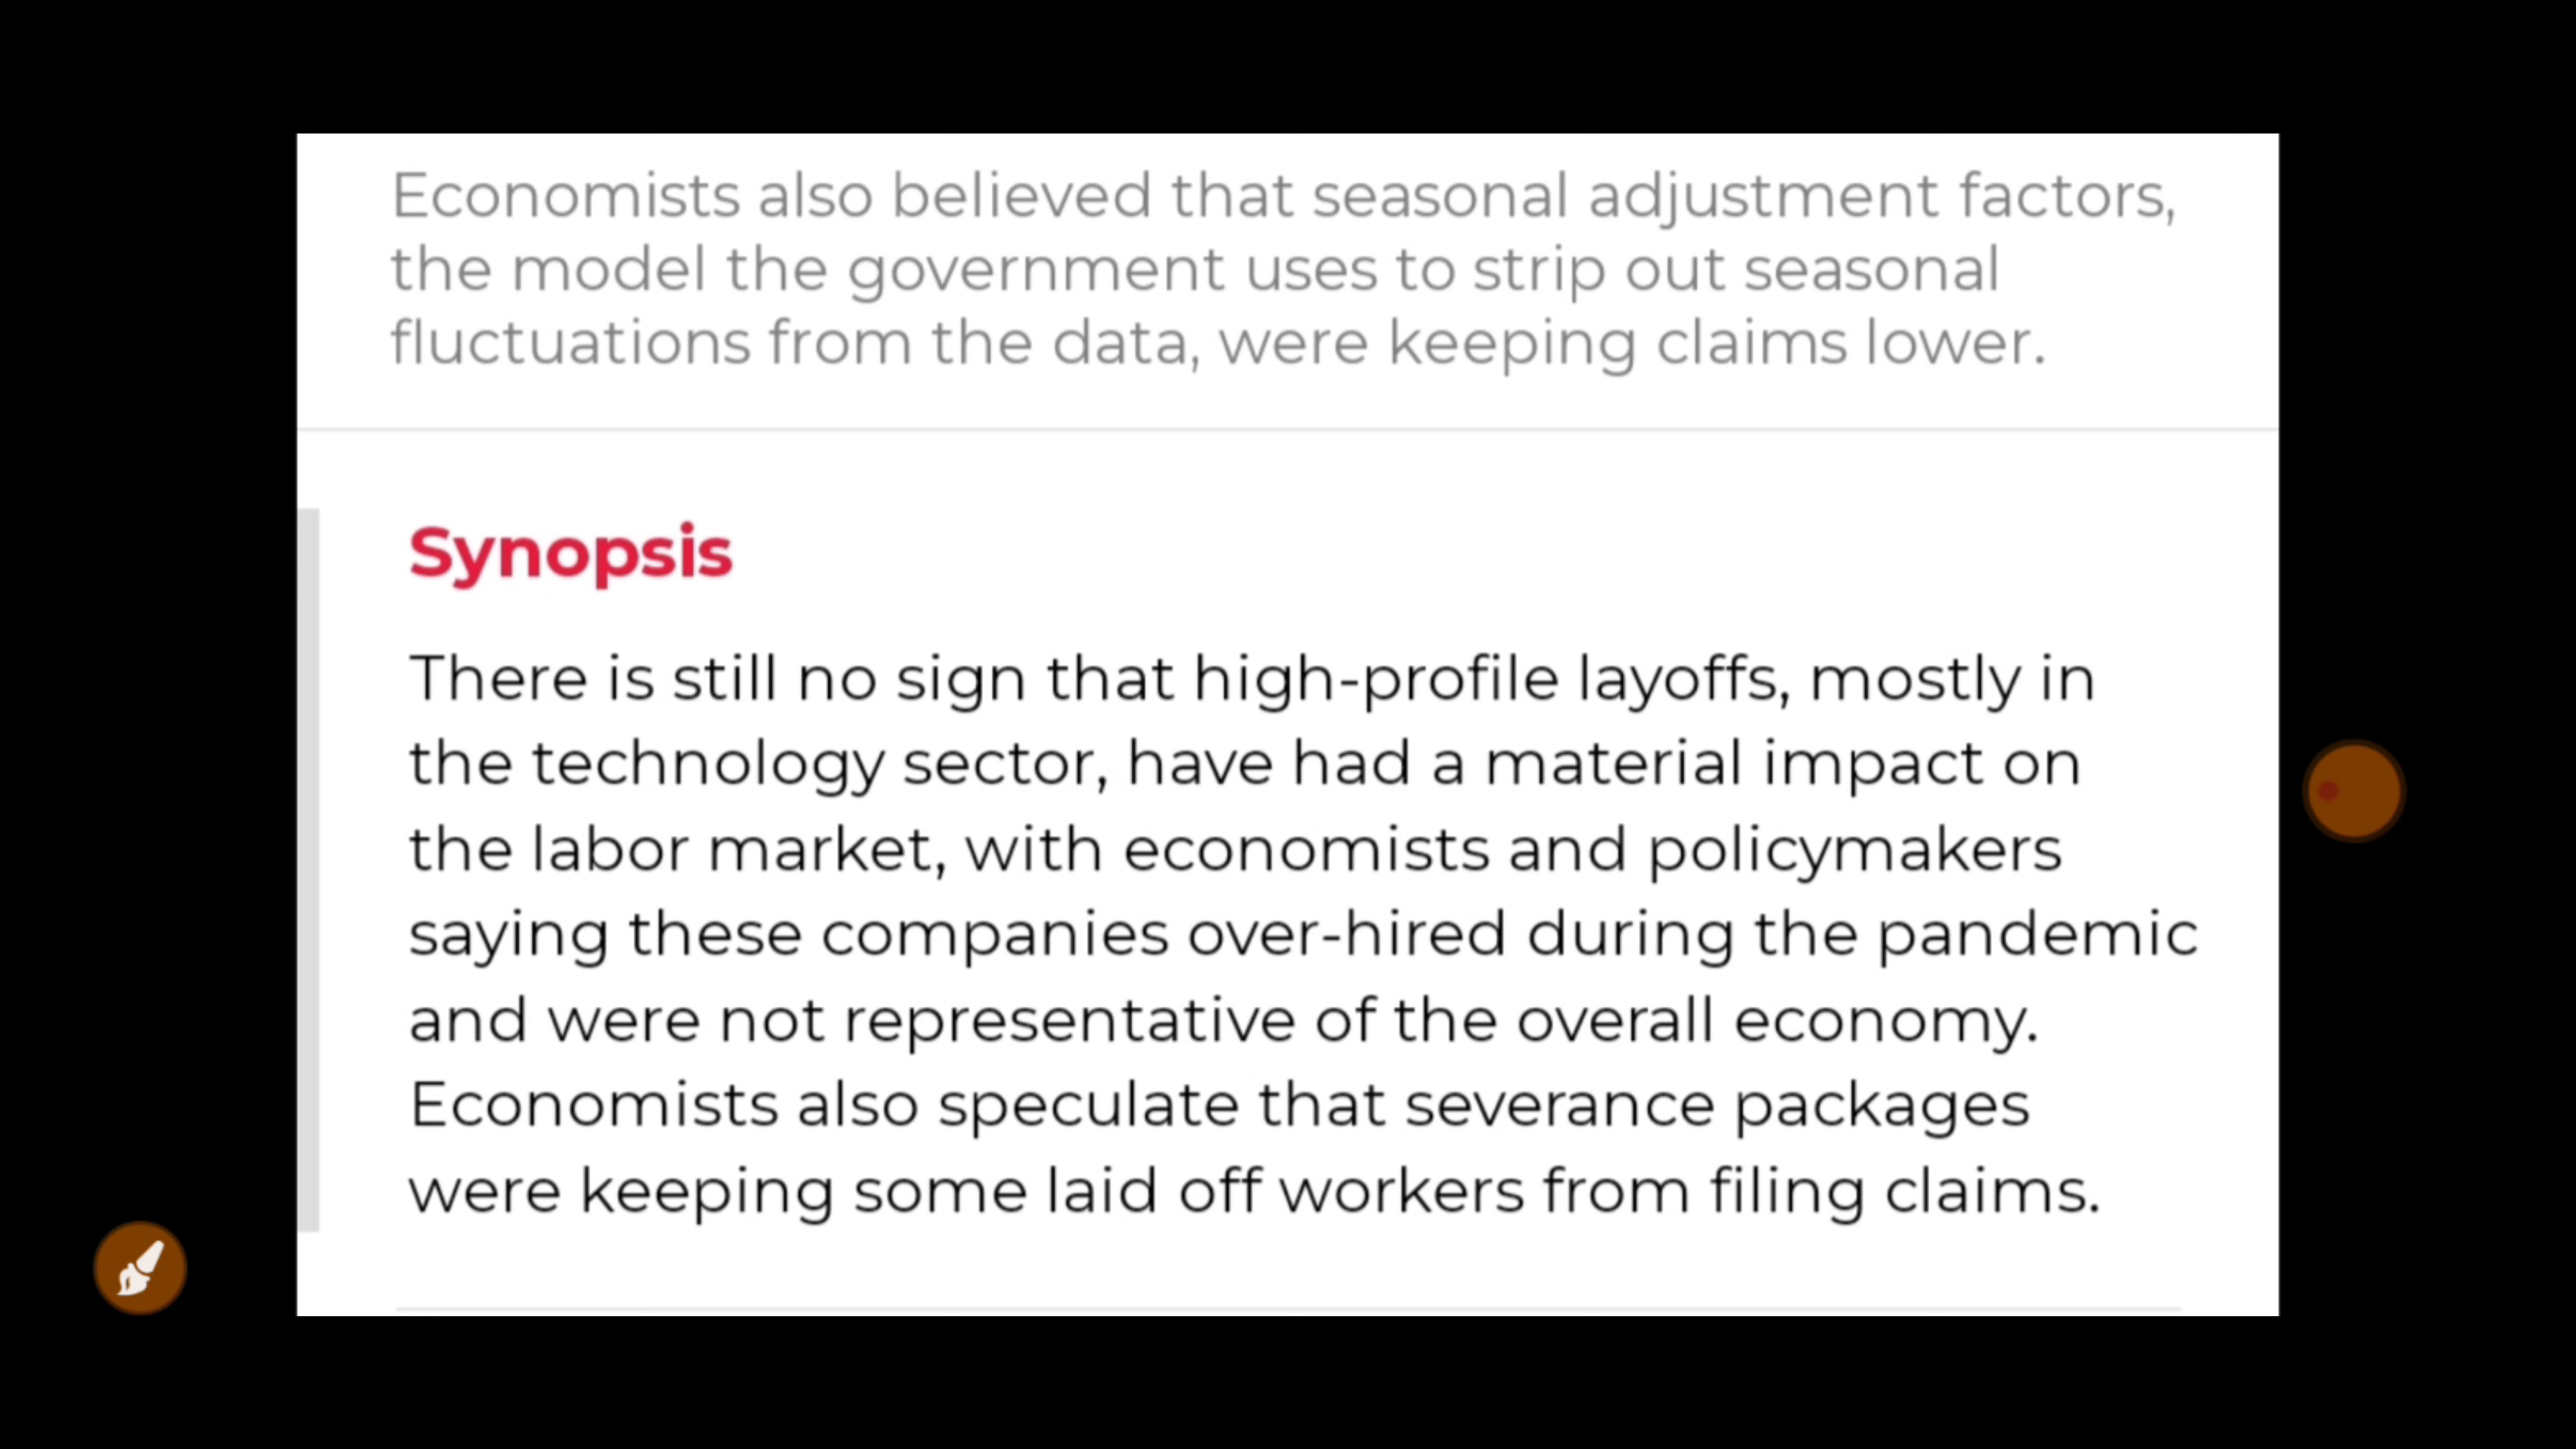 Economists also believed that seasonal adjustment factors,
the model the government uses to strip out seasonal
fluctuations from the data, were keeping claims lower.
Synopsis
There is still no sign that high-profile layoffs, mostly in
the technology sector, have had a material impact on
the labor market, with economists and policymakers
saying these companies over-hired during the pandemic
and were not representative of the overall economy.
Economists also speculate that severance packages
were keeping some laid off workers from filing claims.